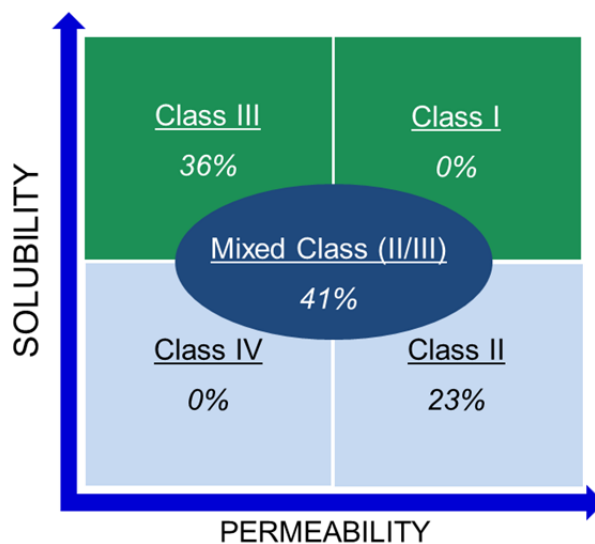 SOLUBILITY
Class III
36%
Class I
0%
Mixed Class (II/III)
41%
Class IV
0%
Class II
23%
PERMEABILITY